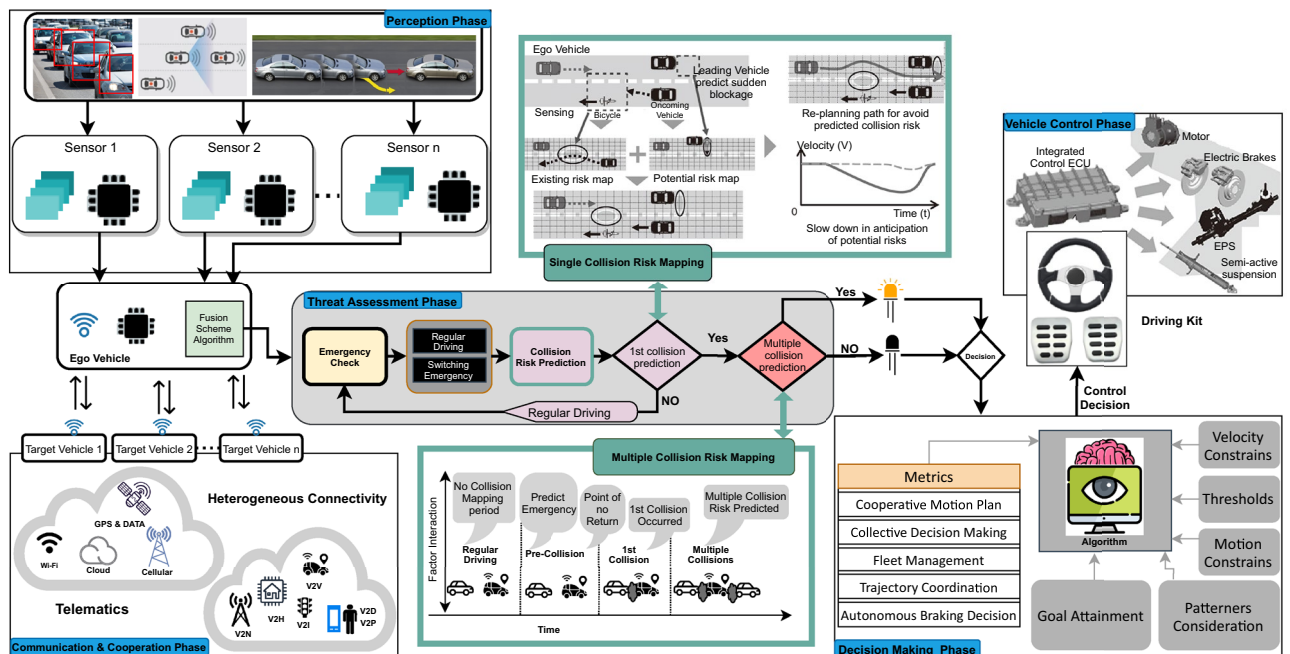 Perception Phase
Sensor 1
Sensor 2
Sensor n
Ego Vehicle
Leading Vehicle
predict sudden
blockage
Sensing
Bicycle
Oncoming
Vehicle
Existing risk map
Potential risk map
Re-planning path for avoid
predicted collision risk
Velocity (V)
0
Time (t)
Slow down in anticipation
of potential risks
Single Collision Risk Mapping
Vehicle Control Phase
Motor
Integrated
Control ECU
Electric Brakes
EPS
Semi-active
suspension
Driving Kit
Fusion
Scheme
Algorithm
Ego Vehicle
Threat Assessment Phase
Emergency
Check
Regular
Driving
Switching
Emergency
Collision
Risk Prediction
1st collision
prediction
Yes
NO
Regular Driving
Multiple
collision
prediction
Yes
NO
Decision
Control
Decision
Target Vehicle 1
Target Vehicle 2
Target Vehicle n
Heterogeneous Connectivity
GPS & DATA
Wi-Fi
Cloud
Cellular
Telematics
V2V
V2H
V2N
V2I
V2D
V2P
Communication & Cooperation Phase
Multiple Collision Risk Mapping
Factor Interaction
No Collision
Mapping
period
Predict
Emergency
Point of
no
Return
1st Collision
Occurred
Multiple Collision
Risk Predicted
Regular
Driving
Pre-Collision
1st
Collision
Multiple
Collisions
Time
Metrics
Cooperative Motion Plan
Collective Decision Making
Fleet Management
Trajectory Coordination
Autonomous Braking Decision
Algorithm
Velocity
Constrains
Thresholds
Motion
Constrains
Goal Attainment
Patterners
Consideration
Decision Making Phase